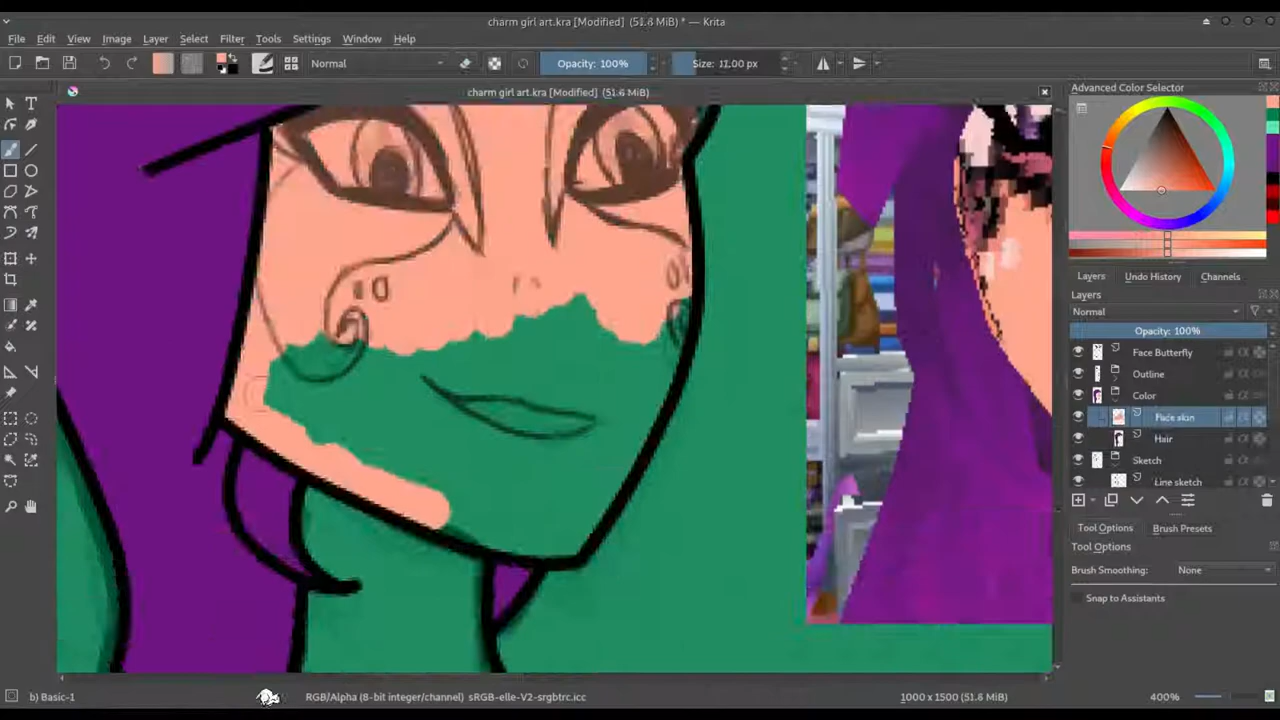 charm girl art.kra [Modified] (51.6 MiB) * — Krita
File Edit View Image Layer Select Filter Tools Settings Window Help
Normal Opacity: 100% Size: 11.00 px
charm girl art.kra [Modified] (51.6 MiB)
Advanced Color Selector
Layers Undo History Channels
Layers
Normal
Opacity: 100%
Face Butterfly
Outline
Color
Face skin
Hair
Sketch
Line sketch
Tool Options Brush Presets
Tool Options
Brush Smoothing: None
Snap to Assistants
b) Basic-1 RGB/Alpha (8-bit integer/channel) sRGB-elle-V2-srgbtrc.icc 1000 x 1500 (51.6 MiB) 400%